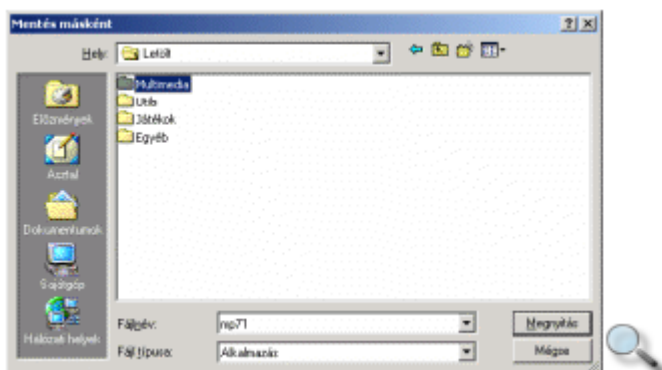 Mentés másként
Hely:
Letölt
Multimedia
Utils
Játékok
Egyéb
Előzmények
Asztal
Dokumentumok
Sajátgép
Hálózati helyek
Fájlnév:
mp71
Megnyitás
Fájl típusa:
Alkalmazás
Mégse